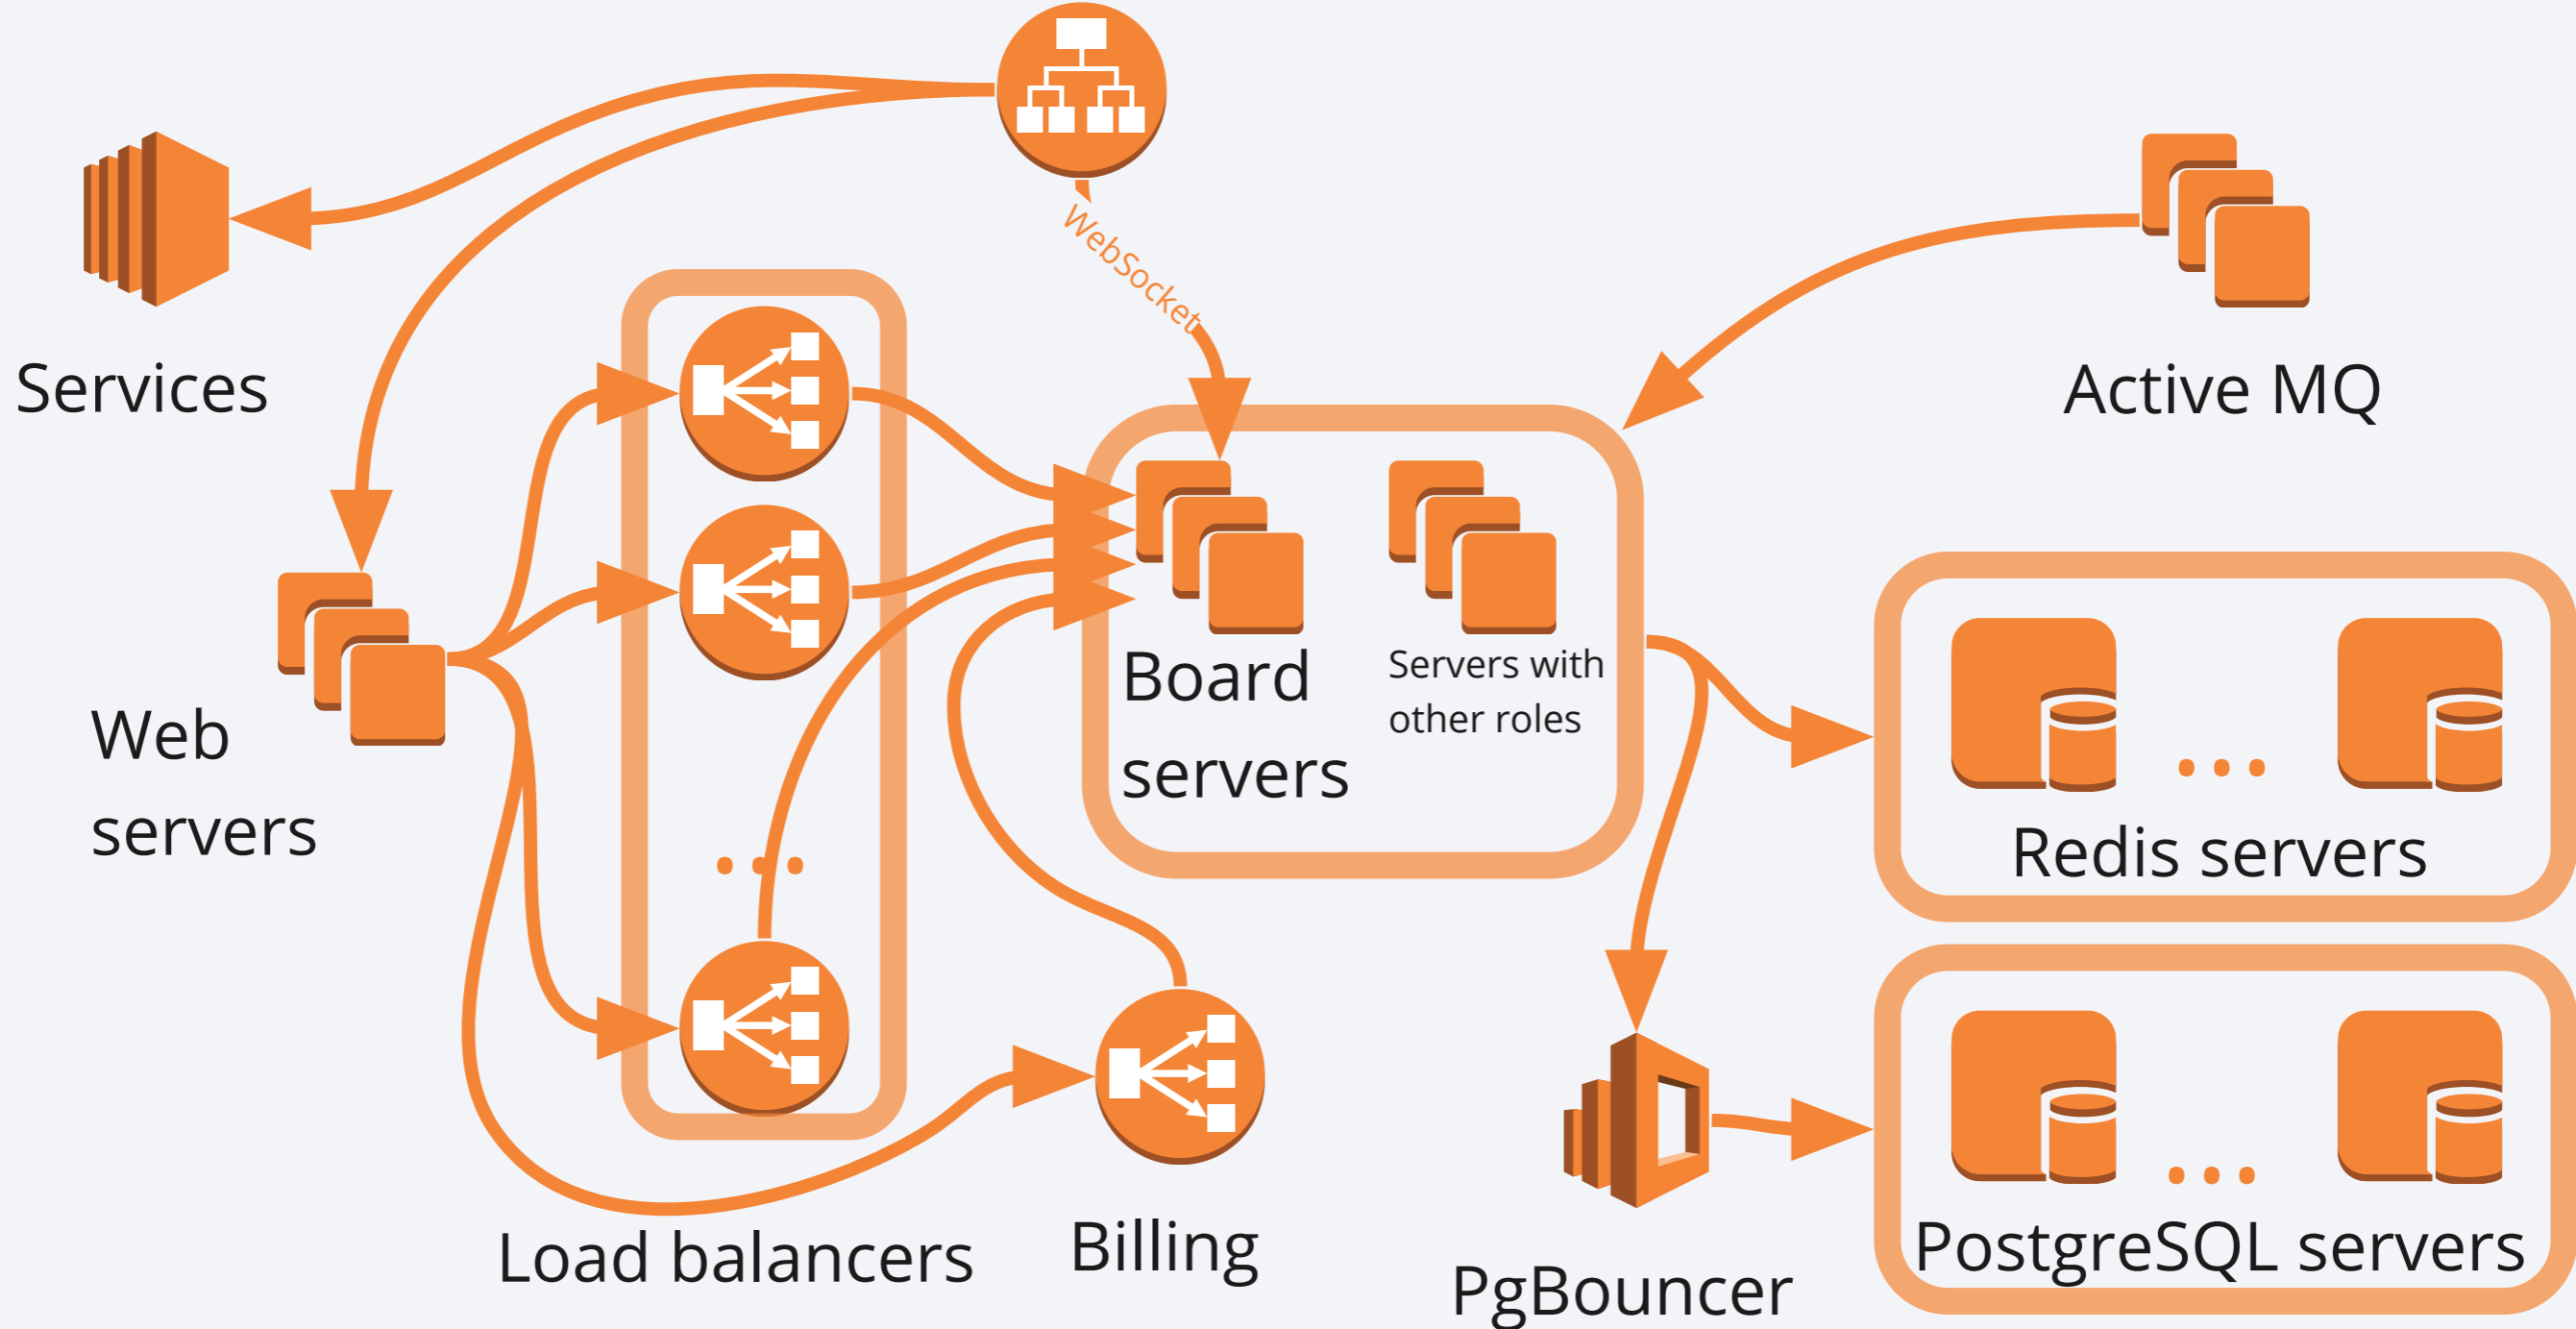 WebSocket
Services
Active MQ
Board
servers
Servers with
other roles
Web
servers
Redis servers
Load balancers
Billing
PgBouncer
PostgreSQL servers